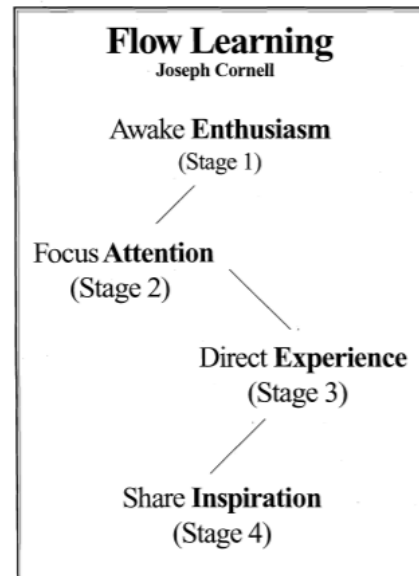 Flow Learning
Joseph Cornell
Awake Enthusiasm
(Stage 1)
Focus Attention
(Stage 2)
Direct Experience
(Stage 3)
Share Inspiration
(Stage 4)